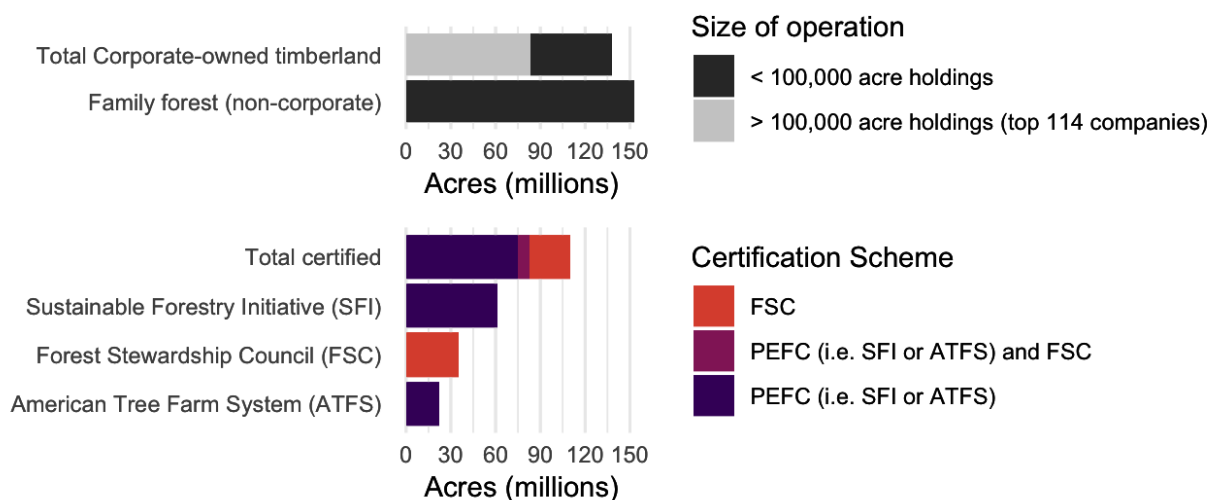 Total Corporate-owned timberland
Family forest (non-corporate)
0 30 60 90 120 150
Acres (millions)
Size of operation
< 100,000 acre holdings
> 100,000 acre holdings (top 114 companies)
Total certified
Sustainable Forestry Initiative (SFI)
Forest Stewardship Council (FSC)
American Tree Farm System (ATFS)
0 30 60 90 120 150
Acres (millions)
Certification Scheme
FSC
PEFC (i.e. SFI or ATFS) and FSC
PEFC (i.e. SFI or ATFS)